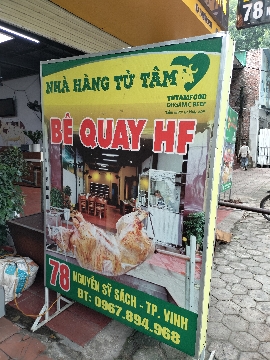 78
NHÀ HÀNG TỪ TÂM
TUTAMFOOD
ORGANIC BEEF
BÊ QUAY HF
78 NGUYỄN SỸ SÁCH - TP. VINH
ĐT: 0967.894.968